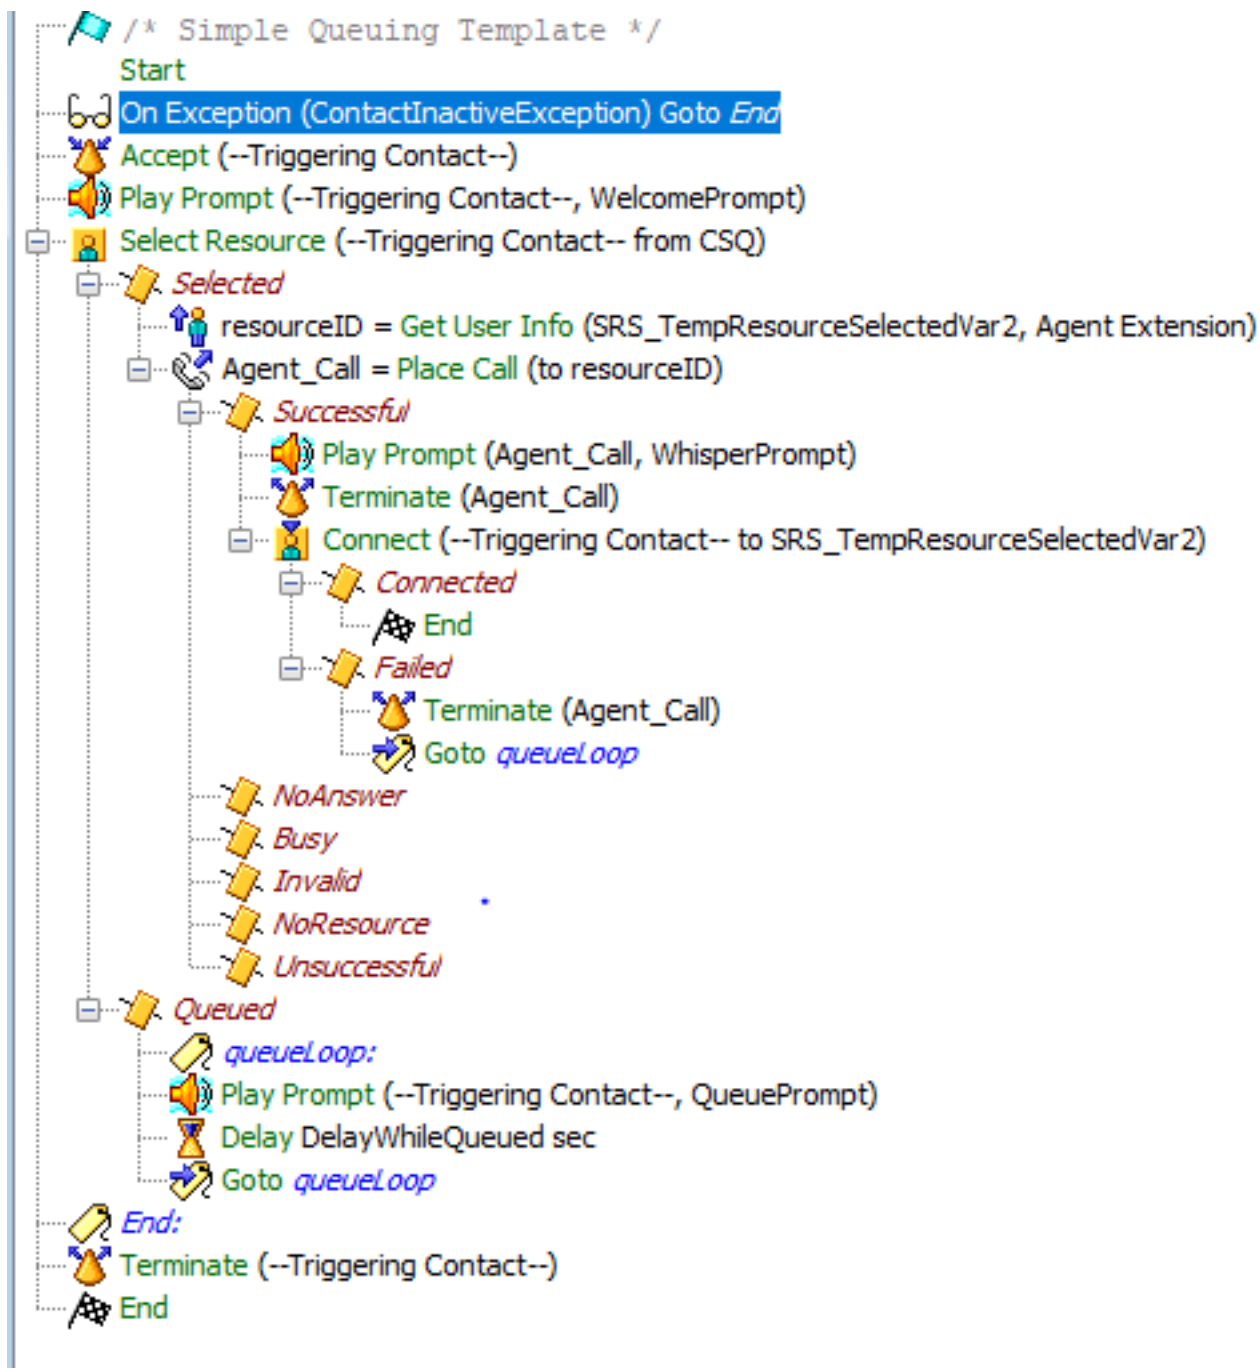 /* Simple Queuing Template */
Start
On Exception (ContactInactiveException) Goto End
Accept (--Triggering Contact--)
Play Prompt (--Triggering Contact--, WelcomePrompt)
Select Resource (--Triggering Contact-- from CSQ)
Selected
resourceID = Get User Info (SRS_TempResourceSelectedVar2, Agent Extension)
Agent_Call = Place Call (to resourceID)
Successful
Play Prompt (Agent_Call, WhisperPrompt)
Terminate (Agent_Call)
Connect (--Triggering Contact-- to SRS_TempResourceSelectedVar2)
Connected
End
Failed
Terminate (Agent_Call)
Goto queueLoop
NoAnswer
Busy
Invalid
NoResource
Unsuccessful
Queued
queueLoop:
Play Prompt (--Triggering Contact--, QueuePrompt)
Delay DelayWhileQueued sec
Goto queueLoop
End:
Terminate (--Triggering Contact--)
End